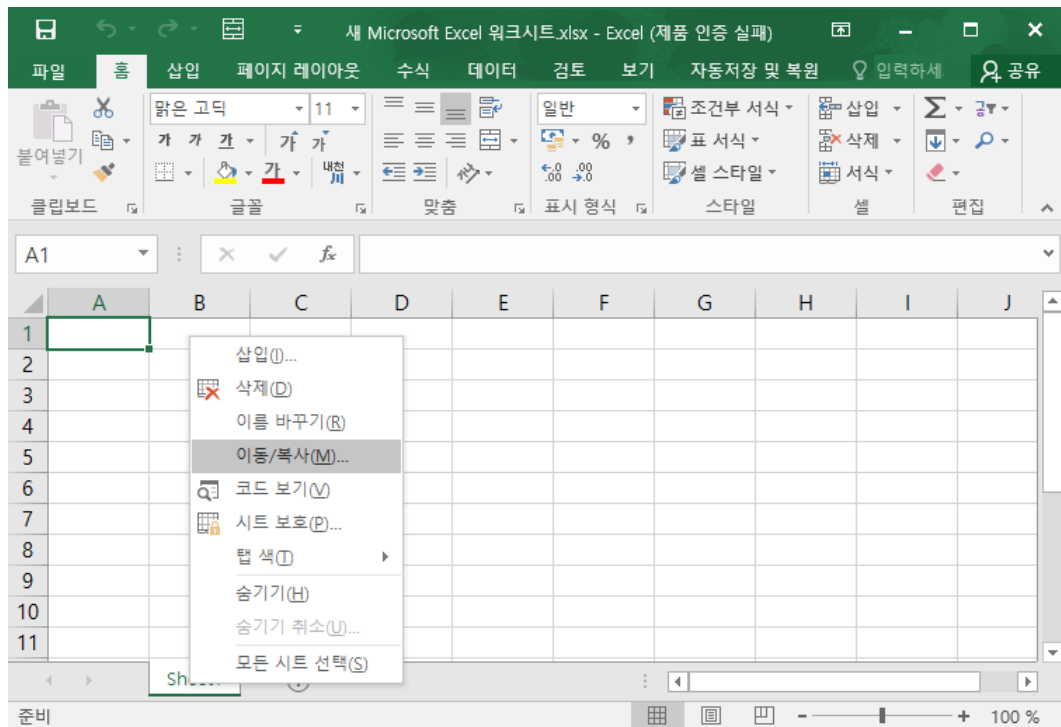 새 Microsoft Excel 워크시트.xlsx - Excel (제품 인증 실패)
파일 홈 삽입 페이지 레이아웃 수식 데이터 검토 보기 자동저장 및 복원 입력하세 공유
맑은 고딕 11 일반 조건부 서식 삽입
붙여넣기 가 가 가 가 가 % , 표 서식 삭제
가 내천 川 .00 .0 셀 스타일 서식
클립보드 글꼴 맞춤 표시 형식 스타일 셀 편집
A1 fx
A B C D E F G H I J
1
삽입(I)...
2
3 삭제(D)
4 이름 바꾸기(R)
5 이동/복사(M)...
6 코드 보기(V)
7 시트 보호(P)...
8 탭 색(T)
9
숨기기(H)
10
숨기기 취소(U)...
11
모든 시트 선택(S)
준비 100 %